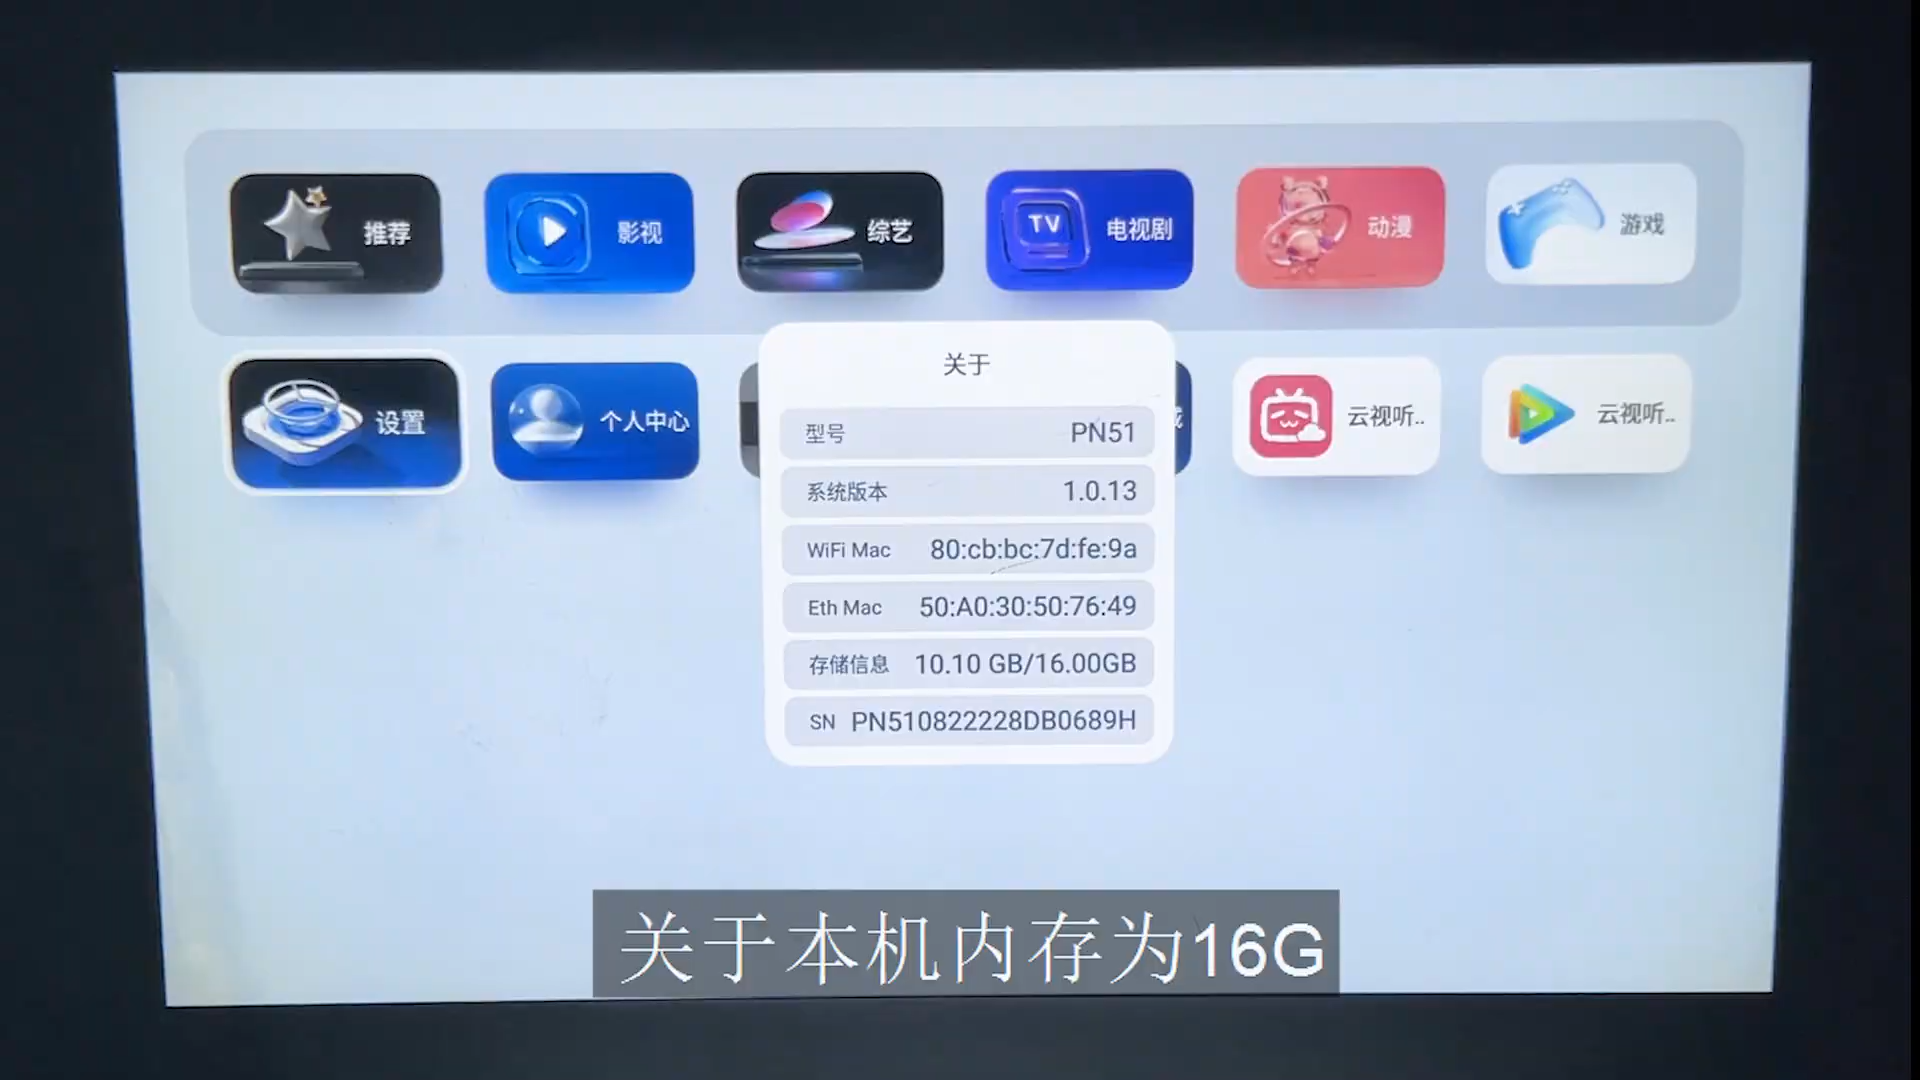 推荐
影视
综艺
TV 电视剧
动漫
游戏
设置
个人中心
云视听..
云视听..
关于
型号 PN51
系统版本 1.0.13
WiFi Mac 80:cb:bc:7d:fe:9a
Eth Mac 50:A0:30:50:76:49
存储信息 10.10 GB/16.00GB
SN PN510822228DB0689H
关于本机内存为16G